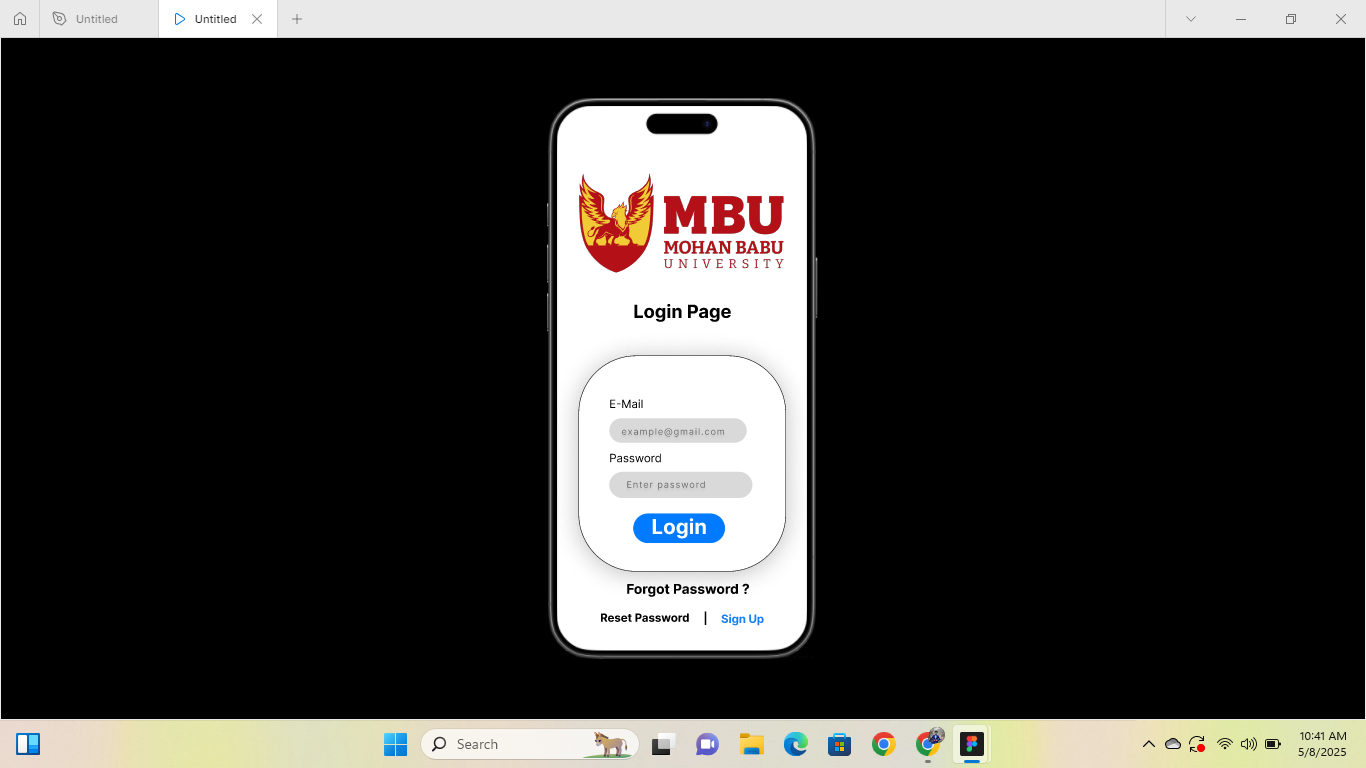 Untitled
Untitled
MBU
MOHAN BABU
UNIVERSITY
Login Page
E-Mail
example@gmail.com
Password
Enter password
Login
Forgot Password ?
Reset Password | Sign Up
Search
10:41 AM
5/8/2025